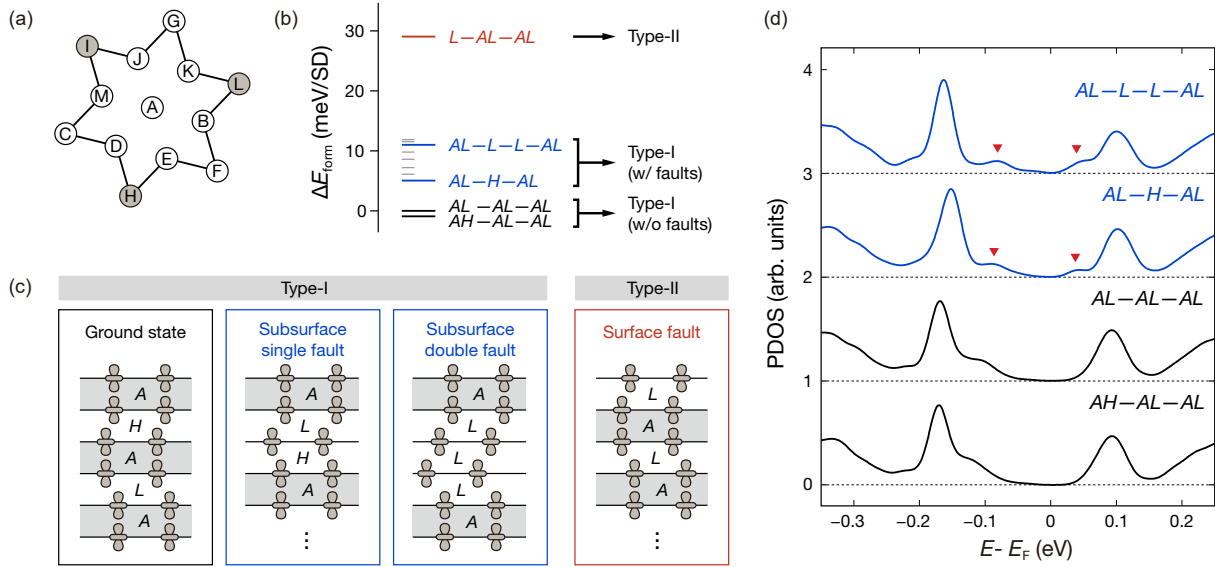 (a)
G
I
J
K
L
M
A
B
C
D
E
F
H
(b)
ΔE_form (meV/SD)
30
20
10
0
L−AL−AL
Type-II
AL−L−L−AL
AL−H−AL
Type-I
(w/ faults)
AL −AL−AL
AH−AL−AL
Type-I
(w/o faults)
(c)
Type-I
Type-II
Ground state
A
H
A
L
A
Subsurface
single fault
A
L
H
A
⋮
Subsurface
double fault
A
L
L
L
A
⋮
Surface fault
L
A
L
A
⋮
(d)
PDOS (arb. units)
4
3
2
1
0
AL−L−L−AL
AL−H−AL
AL−AL−AL
AH−AL−AL
−0.3
−0.2
−0.1
0
0.1
0.2
E- E_F (eV)